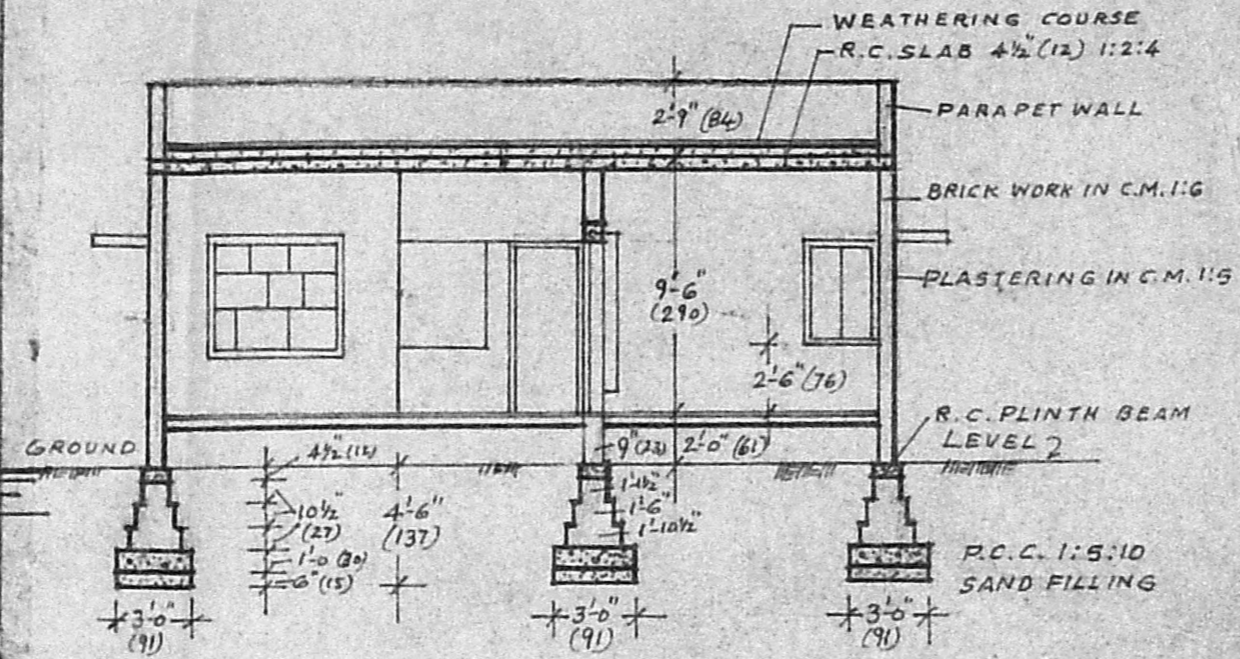 WEATHERING COURSE
R.C. SLAB 4½" (12) 1:2:4
2'-9" (84)
PARAPET WALL
BRICK WORK IN C.M. 1:6
PLASTERING IN C.M. 1:5
9'-6"
(290)
2'-6" (76)
R.C. PLINTH BEAM
LEVEL
GROUND
4½" (12)
9" (23)
2'-0" (61)
10½"
(27)
4'-6"
(137)
1'-1½"
1'-6"
1'-10½"
1'-0 (30)
6" (15)
P.C.C. 1:5:10
SAND FILLING
3'-0"
(91)
3'-0"
(91)
3'-0"
(91)